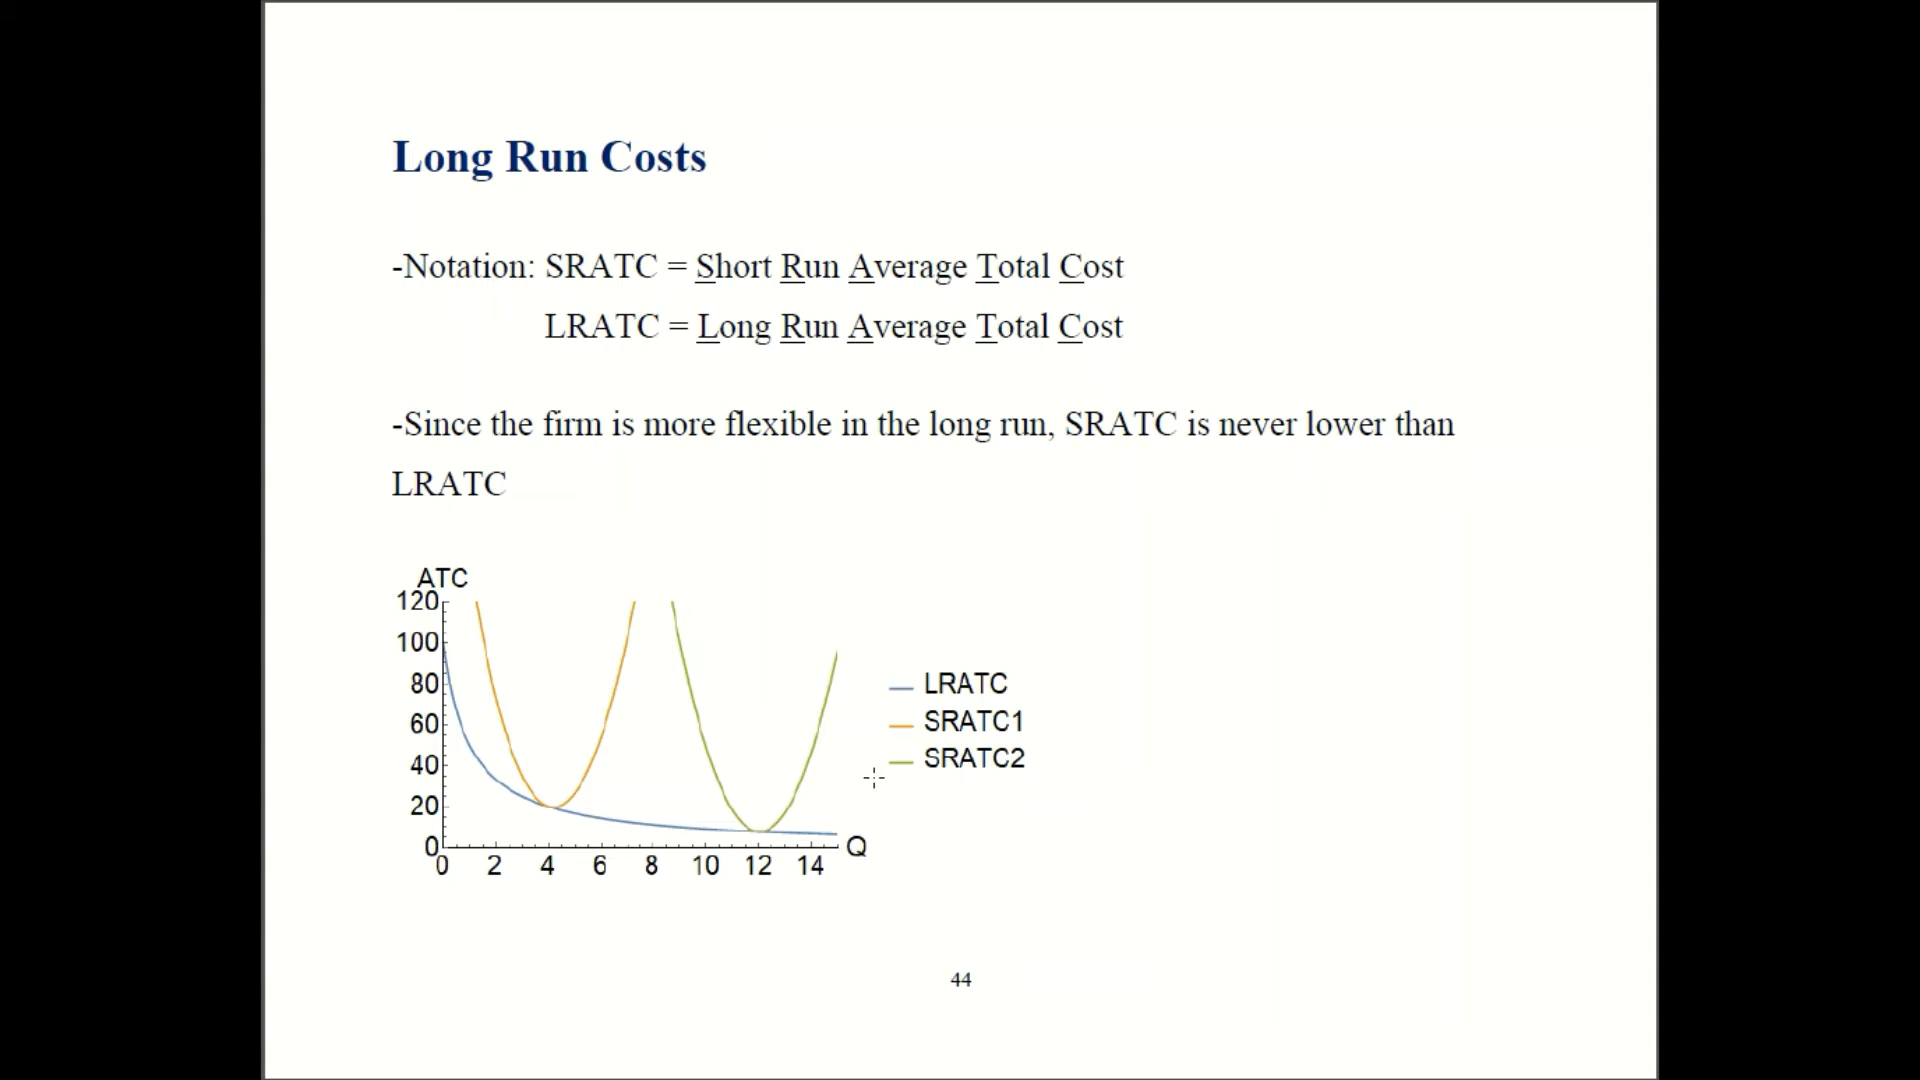 Long Run Costs
-Notation: SRATC = Short Run Average Total Cost
LRATC = Long Run Average Total Cost
-Since the firm is more flexible in the long run, SRATC is never lower than
LRATC
ATC
120
100
80
60
40
20
0
0 2 4 6 8 10 12 14
Q
LRATC
SRATC1
SRATC2
44